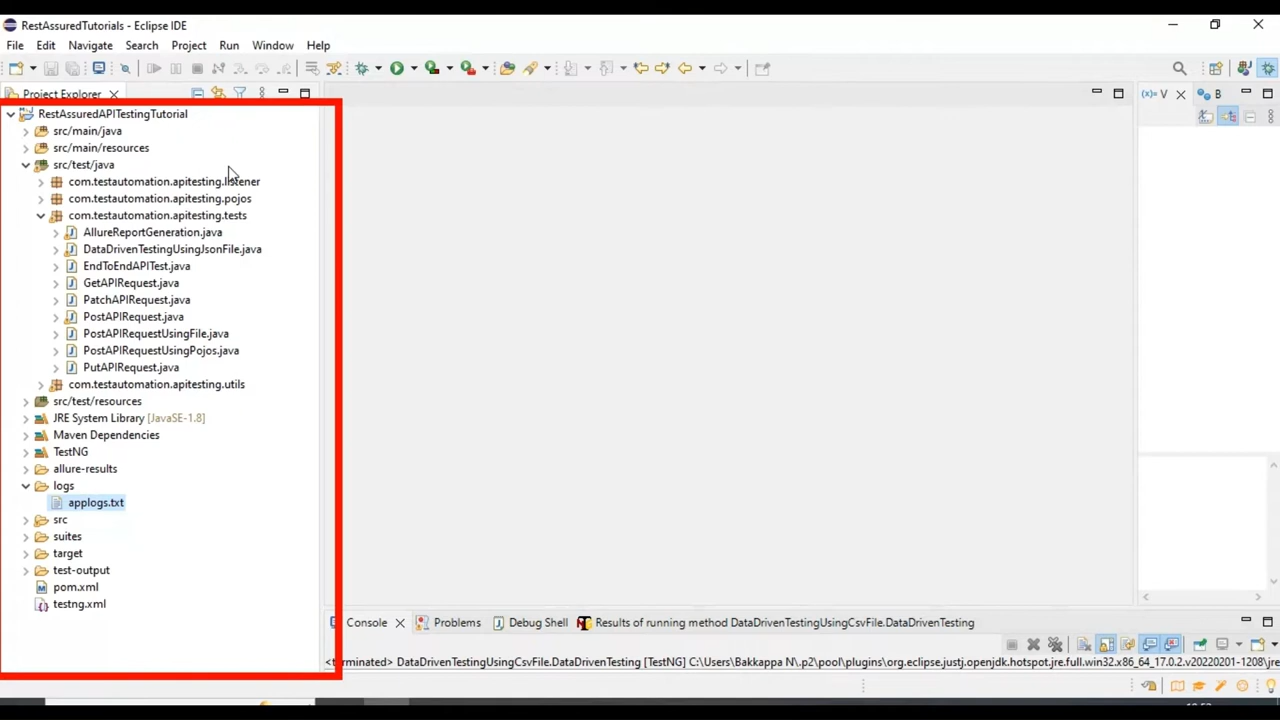 RestAssuredTutorials - Eclipse IDE
File Edit Navigate Search Project Run Window Help
Project Explorer
(x)= V
B
RestAssuredAPITestingTutorial
src/main/java
src/main/resources
src/test/java
com.testautomation.apitesting.listener
com.testautomation.apitesting.pojos
com.testautomation.apitesting.tests
AllureReportGeneration.java
DataDrivenTestingUsingJsonFile.java
EndToEndAPITest.java
GetAPIRequest.java
PatchAPIRequest.java
PostAPIRequest.java
PostAPIRequestUsingFile.java
PostAPIRequestUsingPojos.java
PutAPIRequest.java
com.testautomation.apitesting.utils
src/test/resources
JRE System Library [JavaSE-1.8]
Maven Dependencies
TestNG
allure-results
logs
applogs.txt
src
suites
target
test-output
pom.xml
testng.xml
Console Problems Debug Shell Results of running method DataDrivenTestingUsingCsvFile.DataDrivenTesting
<terminated> DataDrivenTestingUsingCsvFile.DataDrivenTesting [TestNG] C:\Users\Bakkappa N\.p2\pool\plugins\org.eclipse.justj.openjdk.hotspot.jre.full.win32.x86_64_17.0.2.v20220201-1208\jre